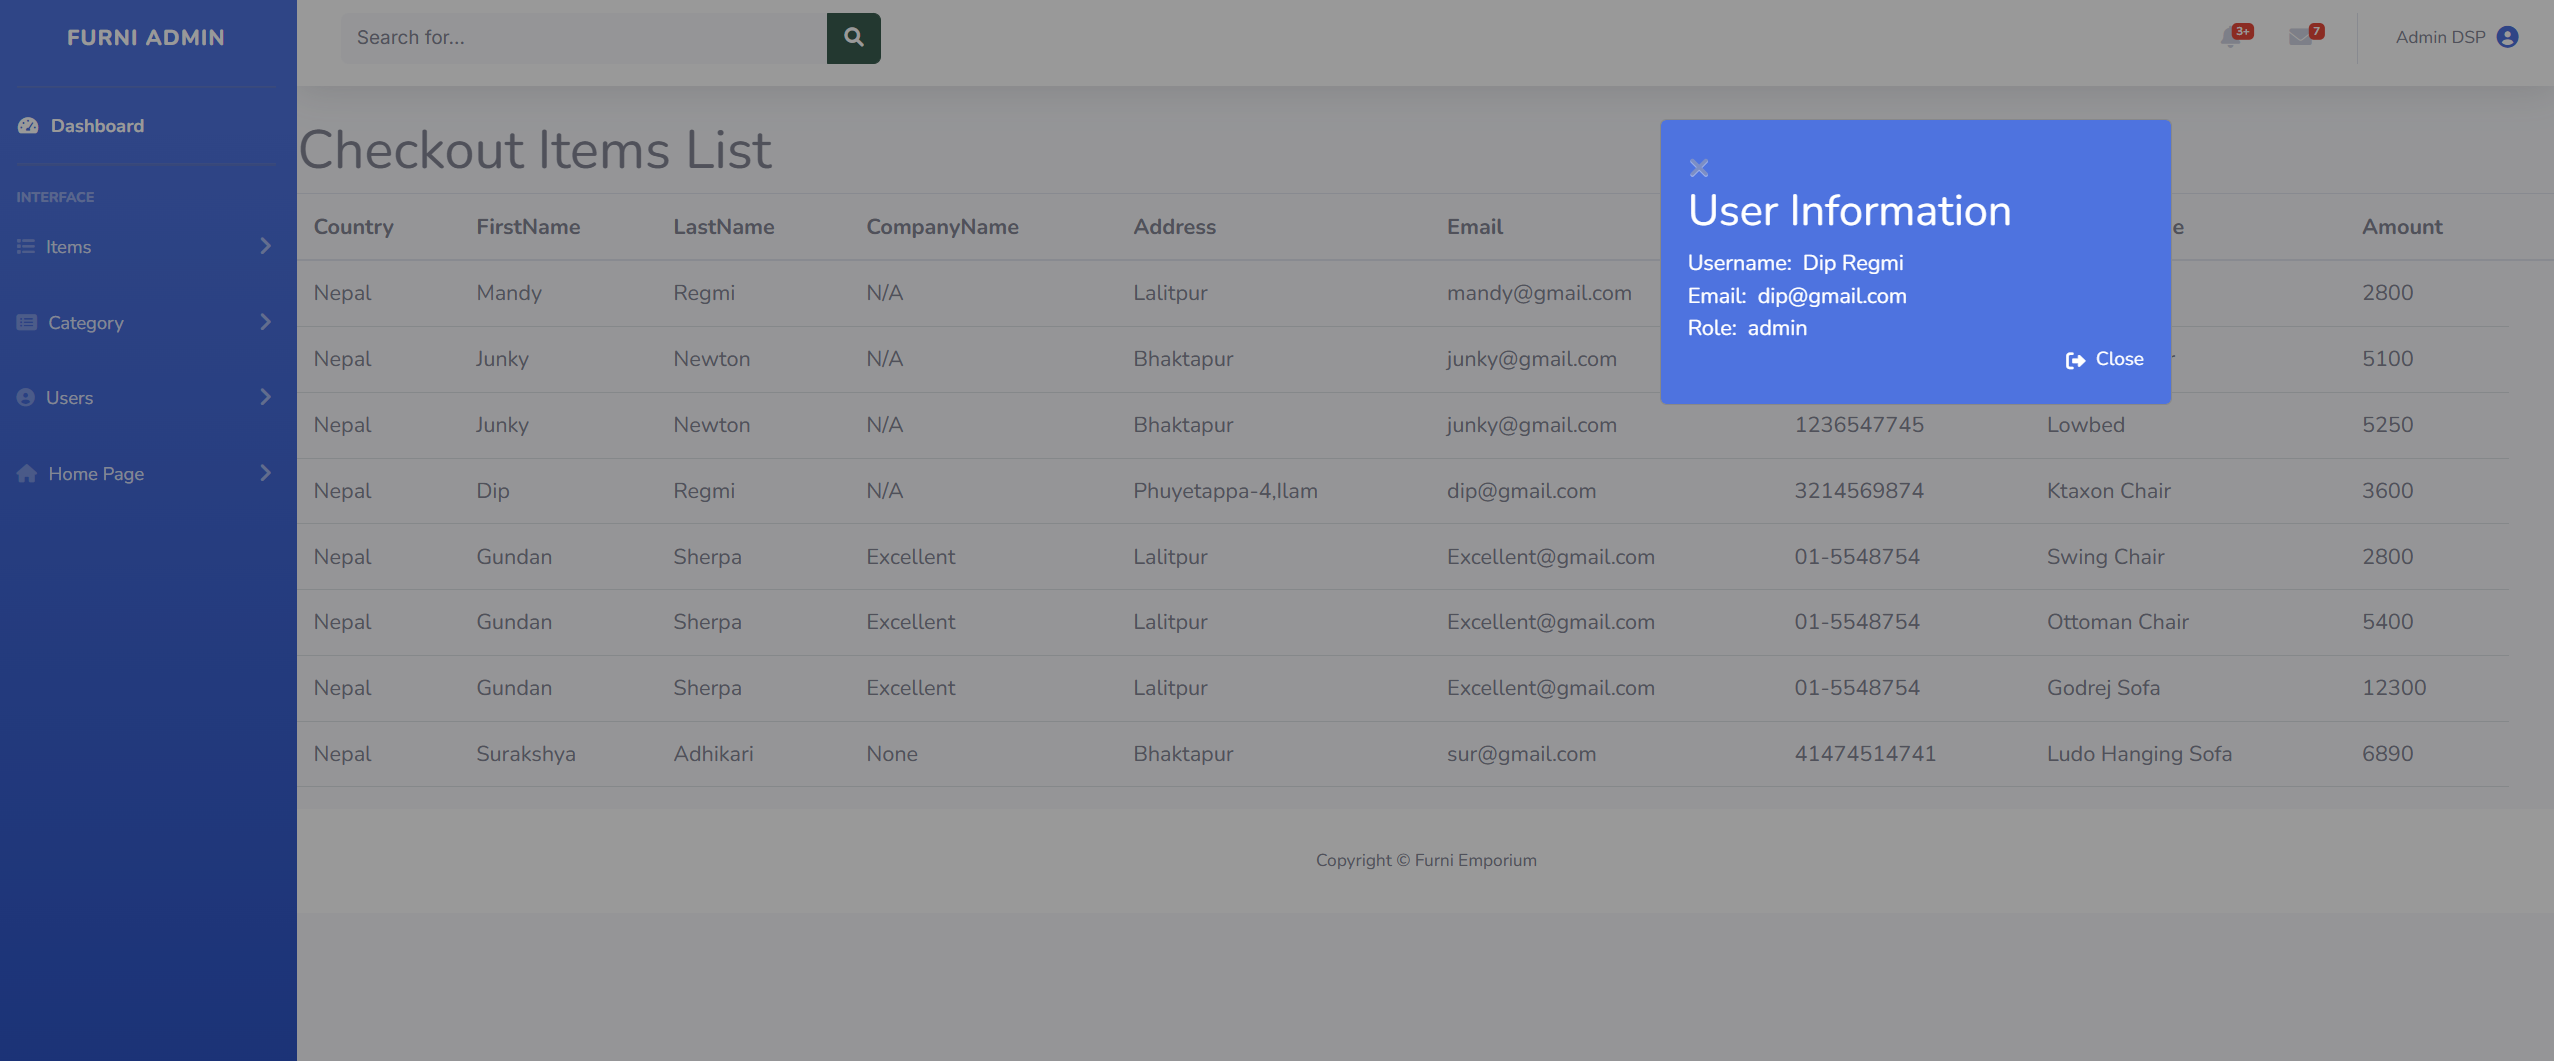 FURNI ADMIN
Search for...
3+
7
Admin DSP
Dashboard
INTERFACE
Items
Category
Users
Home Page
Checkout Items List
User Information
Username: Dip Regmi
Email: dip@gmail.com
Role: admin
Close
Country FirstName LastName CompanyName Address Email e Amount
Nepal Mandy Regmi N/A Lalitpur mandy@gmail.com 2800
Nepal Junky Newton N/A Bhaktapur junky@gmail.com r 5100
Nepal Junky Newton N/A Bhaktapur junky@gmail.com 1236547745 Lowbed 5250
Nepal Dip Regmi N/A Phuyetappa-4,Ilam dip@gmail.com 3214569874 Ktaxon Chair 3600
Nepal Gundan Sherpa Excellent Lalitpur Excellent@gmail.com 01-5548754 Swing Chair 2800
Nepal Gundan Sherpa Excellent Lalitpur Excellent@gmail.com 01-5548754 Ottoman Chair 5400
Nepal Gundan Sherpa Excellent Lalitpur Excellent@gmail.com 01-5548754 Godrej Sofa 12300
Nepal Surakshya Adhikari None Bhaktapur sur@gmail.com 41474514741 Ludo Hanging Sofa 6890
Copyright © Furni Emporium